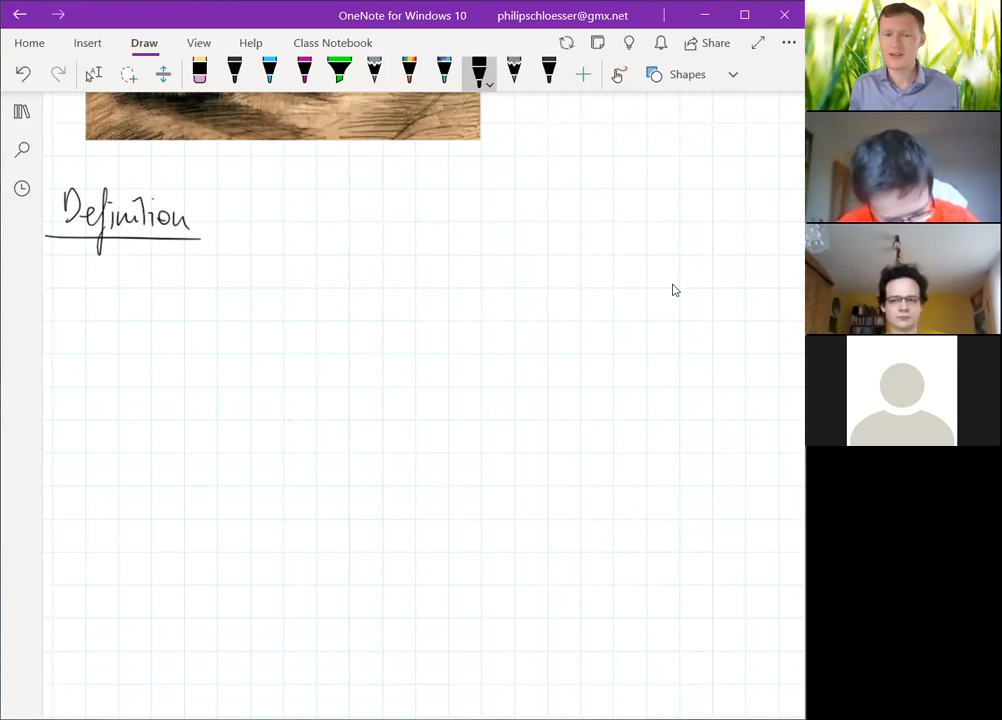 OneNote for Windows 10 philipschloesser@gmx.net
Home Insert Draw View Help Class Notebook Share
Shapes
Definition